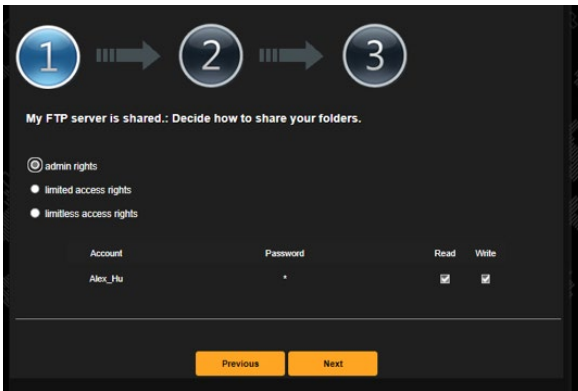 1 2 3
My FTP server is shared.: Decide how to share your folders.
admin rights
limited access rights
limitless access rights
Account Password Read Write
Alex_Hu *
Previous Next